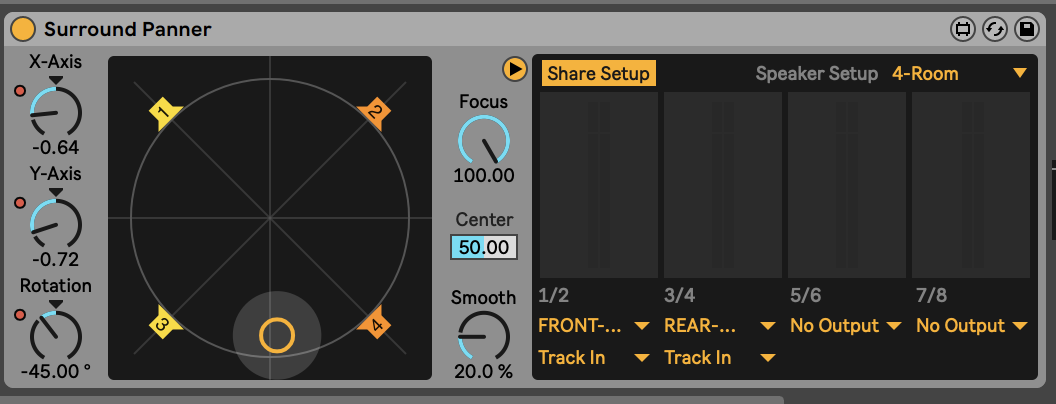 Surround Panner
X-Axis
-0.64
Y-Axis
-0.72
Rotation
-45.00 °
1
2
3
4
Focus
100.00
Center
50.00
Smooth
20.0 %
Share Setup
Speaker Setup 4-Room
1/2 3/4 5/6 7/8
FRONT-... REAR-... No Output No Output
Track In Track In